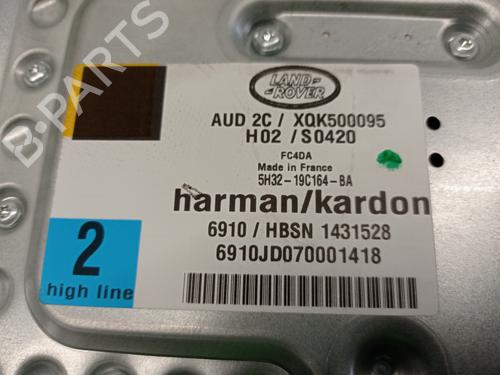 LAND-
ROVER
AUD 2C / XQK500095
H02 / S0420
FC4DA
Made in France
5H32-19C164-BA
harman/kardon
6910 / HBSN 1431528
6910JD070001418
2
high line
B-PARTS